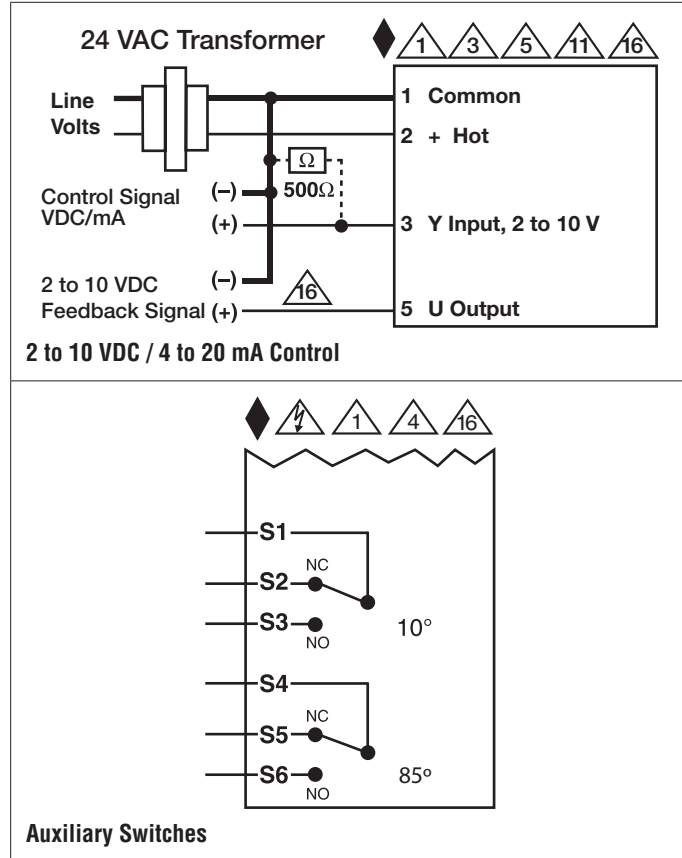 24 VAC Transformer
1 3 5 11 16
Line
Volts
1 Common
2 + Hot
Ω
500Ω
Control Signal (–)
VDC/mA (+)
3 Y Input, 2 to 10 V
2 to 10 VDC (–)
16
Feedback Signal (+)
5 U Output
2 to 10 VDC / 4 to 20 mA Control
1 4 16
S1
NC
S2
S3
NO
10°
S4
NC
S5
S6
NO
85º
Auxiliary Switches